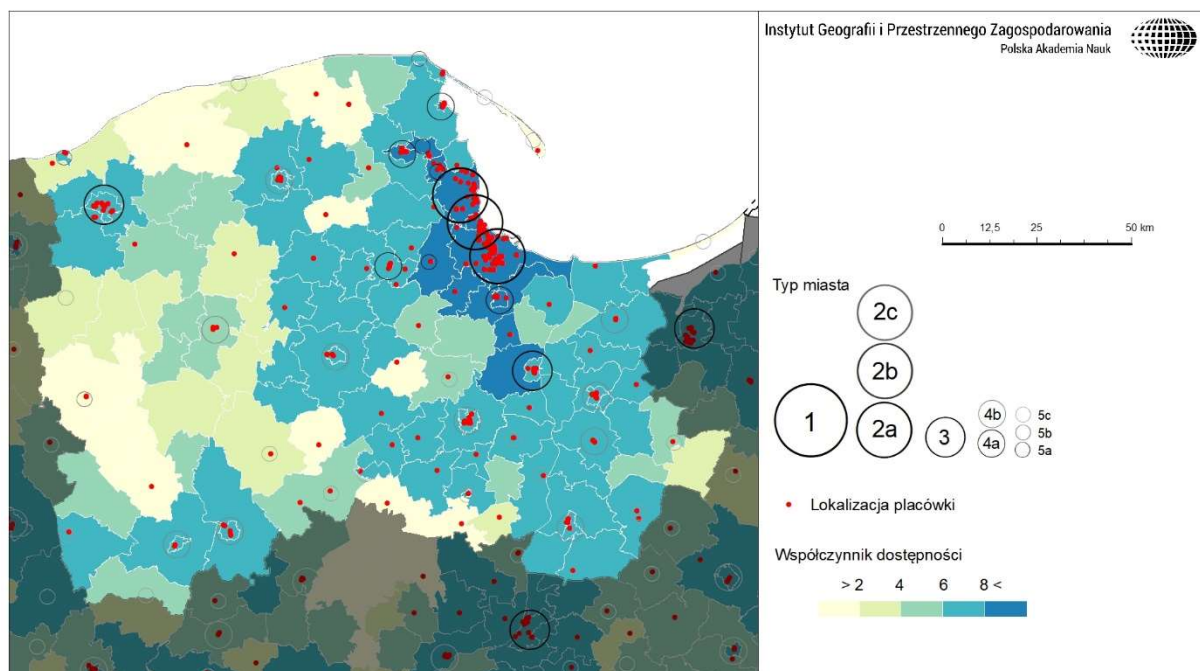 Instytut Geografii i Przestrzennego Zagospodarowania
Polska Akademia Nauk
0 12,5 25 50 km
Typ miasta
2c
2b
1 2a 3 4b 4a 5c 5b 5a
Lokalizacja placówki
Współczynnik dostępności
> 2 4 6 8 <